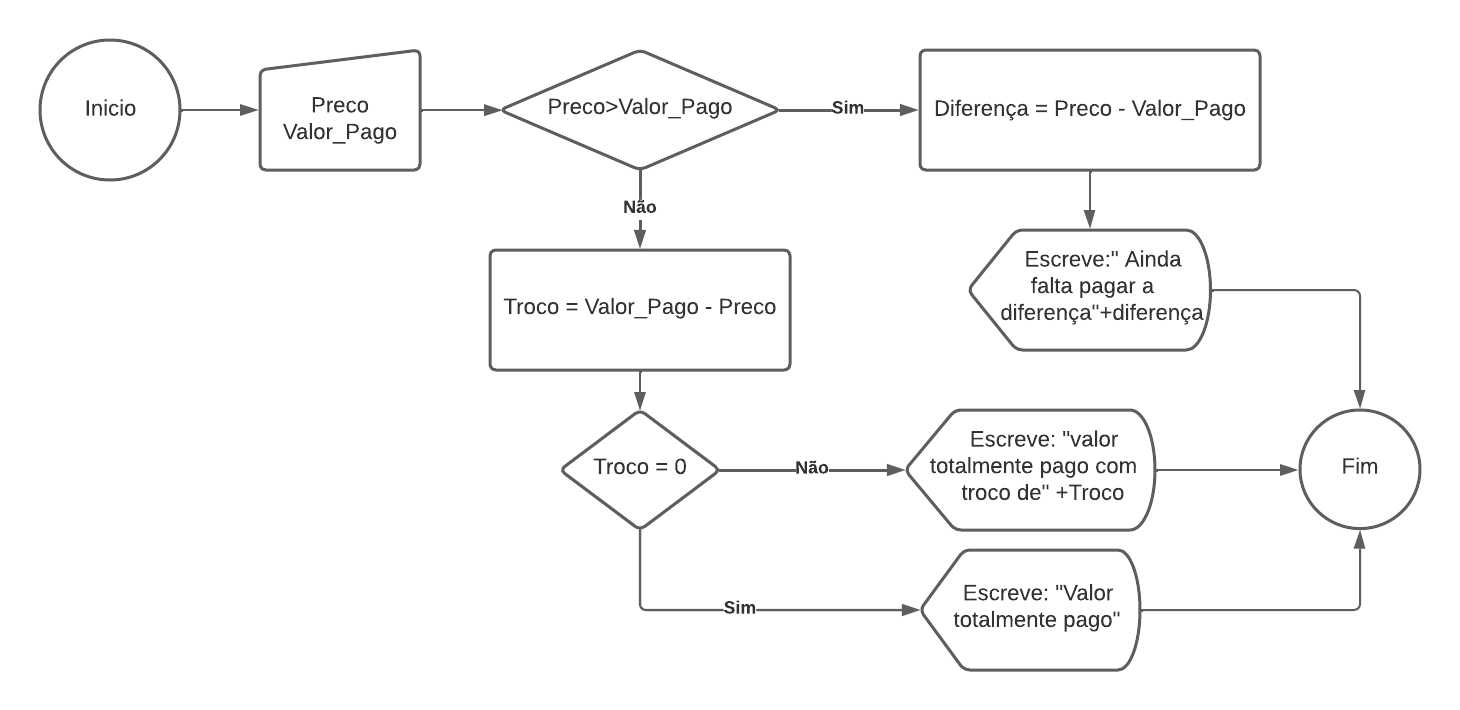 Inicio
Preco
Valor_Pago
Preco>Valor_Pago
Sim
Diferença = Preco - Valor_Pago
Não
Escreve:" Ainda
falta pagar a
diferença"+diferença
Troco = Valor_Pago - Preco
Troco = 0
Não
Escreve: "valor
totalmente pago com
troco de" +Troco
Fim
Sim
Escreve: "Valor
totalmente pago"